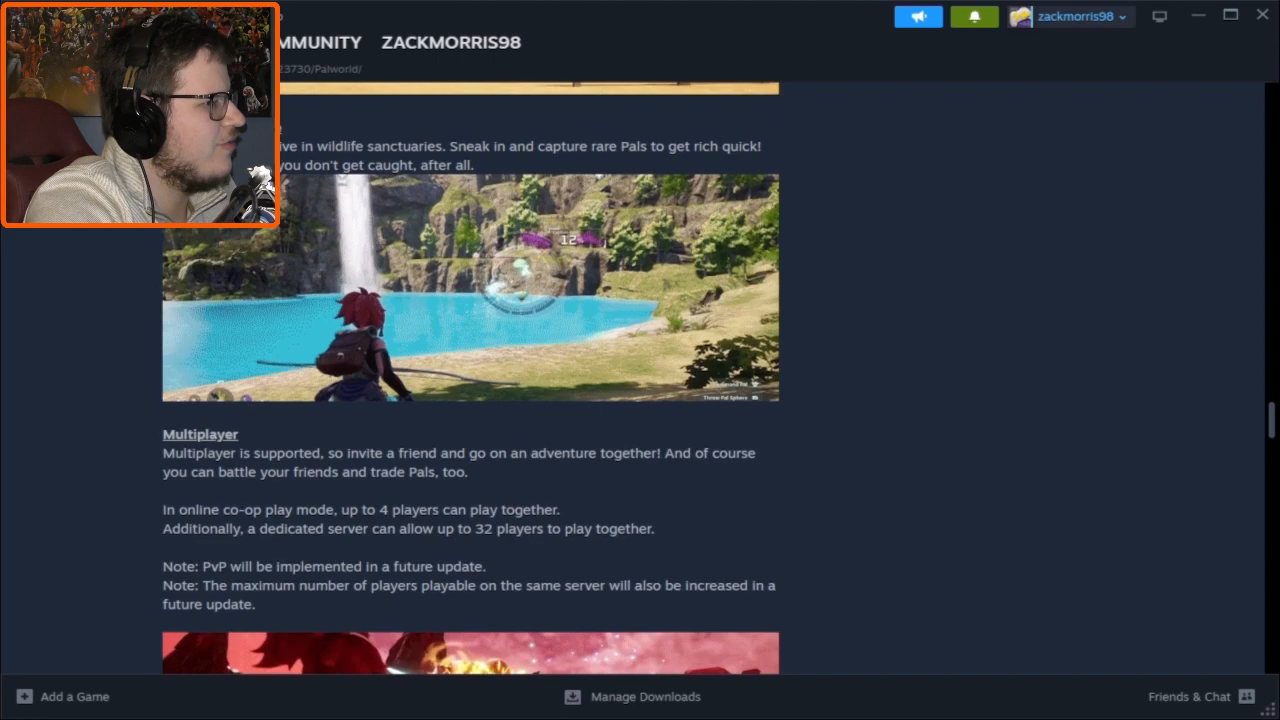 zackmorris98
MMUNITY ZACKMORRIS98
23730/Palworld/
ive in wildlife sanctuaries. Sneak in and capture rare Pals to get rich quick!
you don't get caught, after all.
12
Throw Pal Sphere
Multiplayer
Multiplayer is supported, so invite a friend and go on an adventure together! And of course
you can battle your friends and trade Pals, too.
In online co-op play mode, up to 4 players can play together.
Additionally, a dedicated server can allow up to 32 players to play together.
Note: PvP will be implemented in a future update.
Note: The maximum number of players playable on the same server will also be increased in a
future update.
Add a Game
Manage Downloads
Friends & Chat